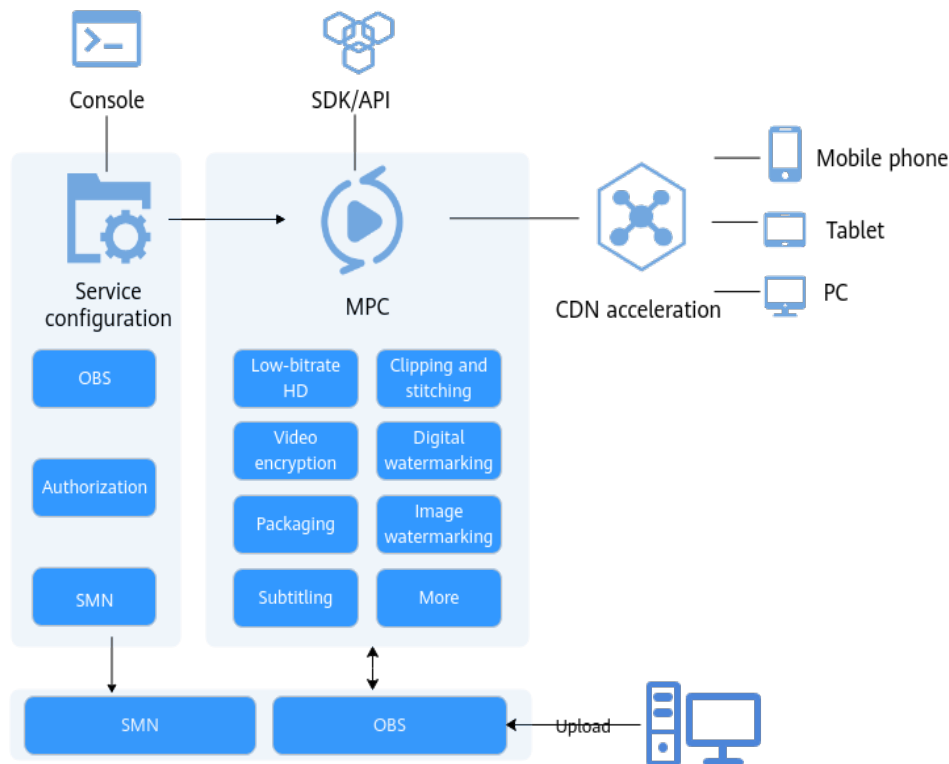 Console
SDK/API
Mobile phone
Tablet
PC
Service
configuration
MPC
CDN acceleration
OBS
Authorization
SMN
Low-bitrate
HD
Clipping and
stitching
Video
encryption
Digital
watermarking
Packaging
Image
watermarking
Subtitling
More
SMN
OBS
Upload